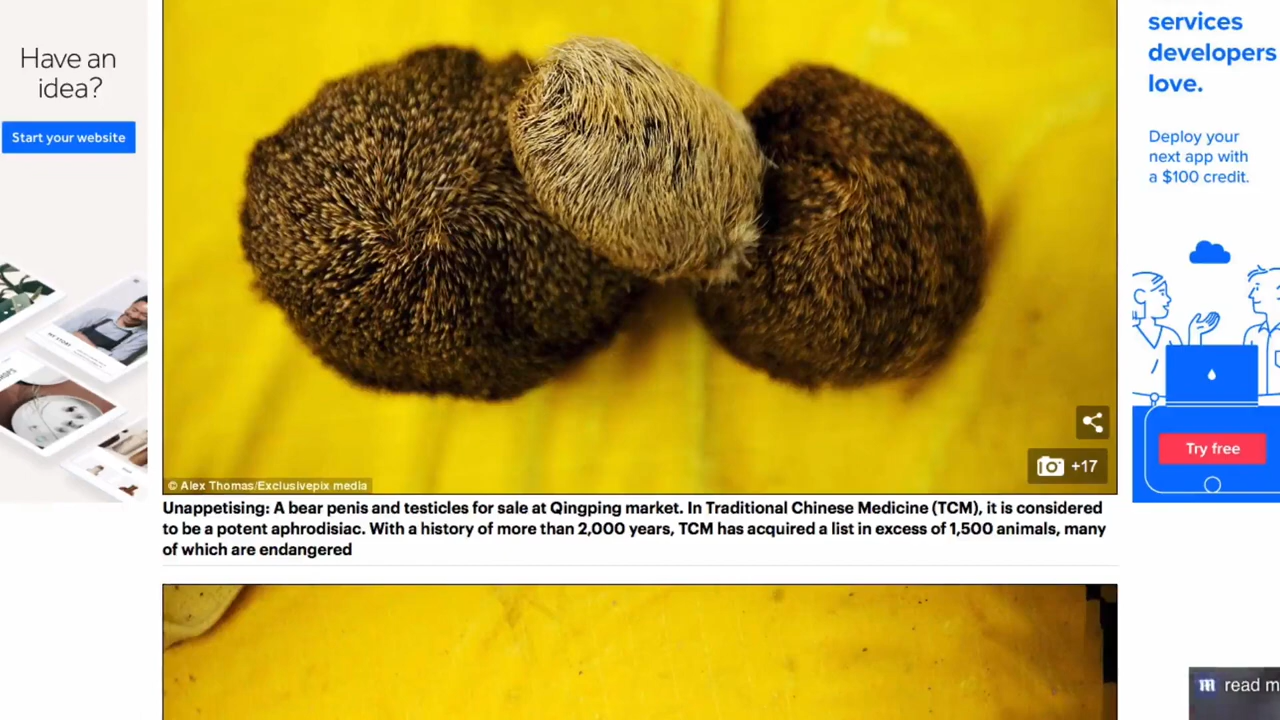 Have an
idea?
Start your website
services
developers
love.
Deploy your
next app with
a $100 credit.
Try free
+17
© Alex Thomas/Exclusivepix media
Unappetising: A bear penis and testicles for sale at Qingping market. In Traditional Chinese Medicine (TCM), it is considered
to be a potent aphrodisiac. With a history of more than 2,000 years, TCM has acquired a list in excess of 1,500 animals, many
of which are endangered
read m